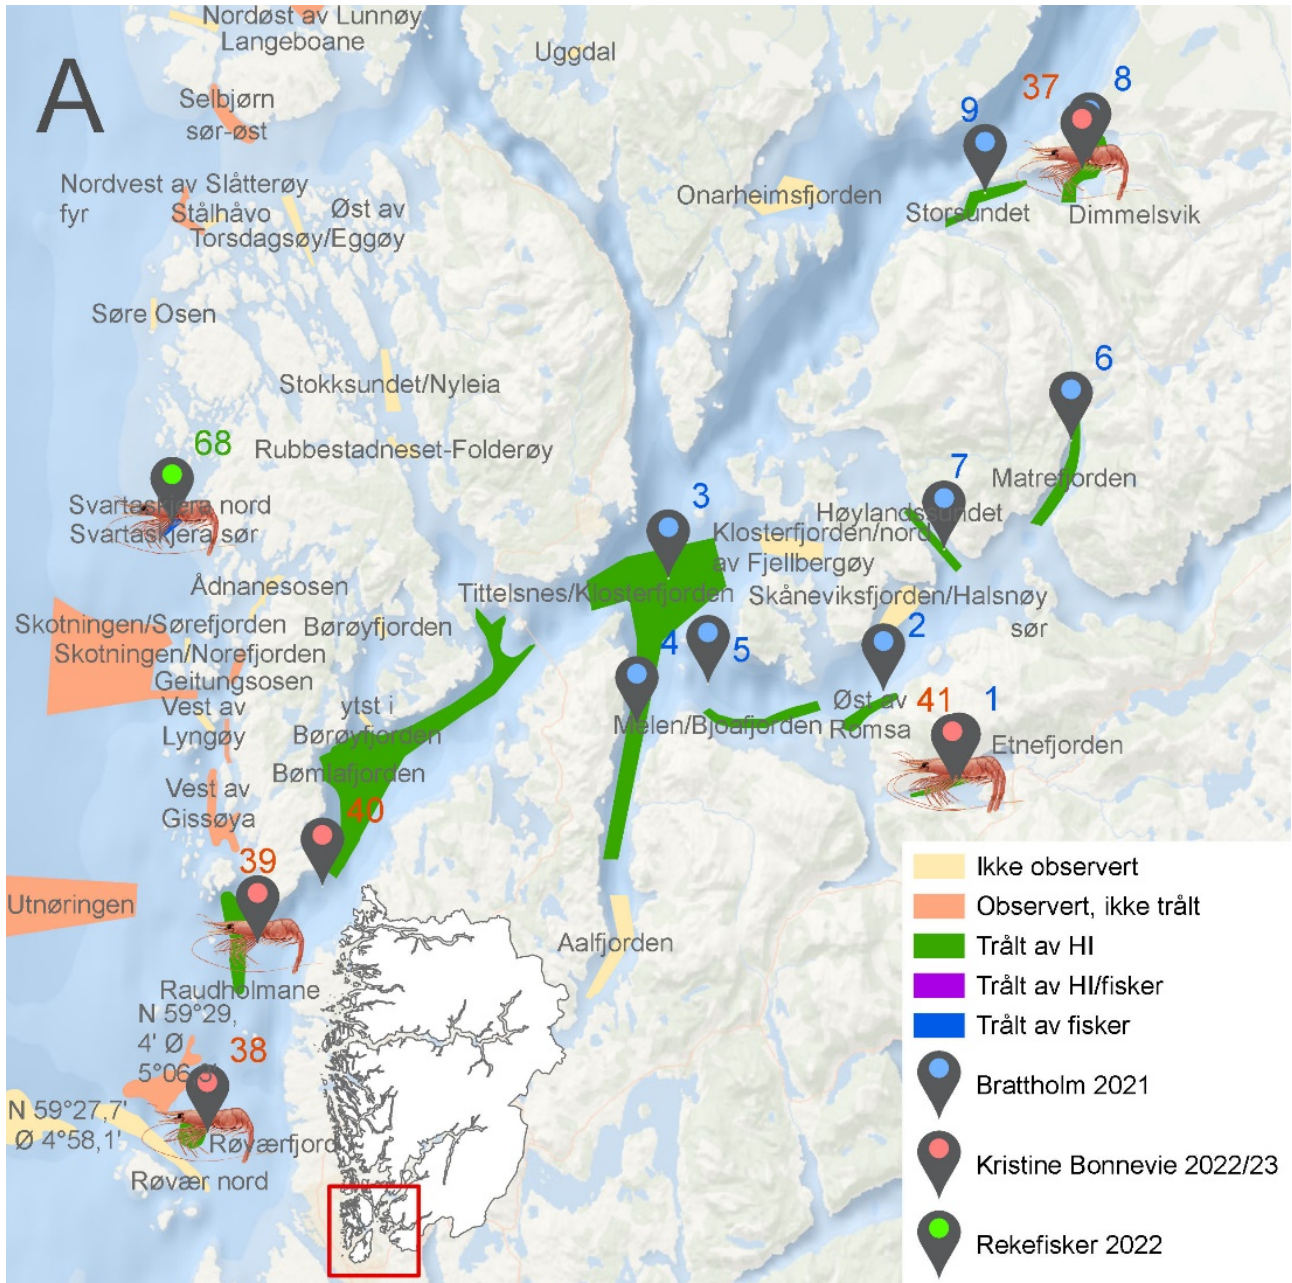 A
Nordøst av Lunnøy
Langeboane
Uggdal
Selbjørn
sør-øst
37
8
9
Nordvest av Slåtterøy
fyr
Stålhåvo
Øst av
Torsdagsøy/Eggøy
Onarheimsfjorden
Storsundet
Dimmelsvik
Søre Osen
Stokksundet/Nyleia
6
68
Rubbestadneset-Folderøy
Matrefjorden
Svartaskjera nord
Svartaskjera sør
3
7
Høylandssundet
Klosterfjorden/nord
av Fjellbergøy
Ådnanesosen
Tittelsnes/Klosterfjorden
Skåneviksfjorden/Halsnøy
sør
Skotningen/Sørefjorden
Børøyfjorden
Skotningen/Norefjorden
Geitungsosen
4
5
2
Vest av
Lyngøy
ytst i
Børøyfjorden
Melen/Bjoafjorden
Øst av
Romsa
41
1
Etnefjorden
Bømlafjorden
Vest av
Gissøya
40
39
Utnøringen
Aalfjorden
Raudholmane
N 59°29,
4' Ø
38
N 59°27,7'
Ø 4°58,1'
Røværfjord
Røvær nord
Ikke observert
Observert, ikke trålt
Trålt av HI
Trålt av HI/fisker
Trålt av fisker
Brattholm 2021
Kristine Bonnevie 2022/23
Rekefisker 2022